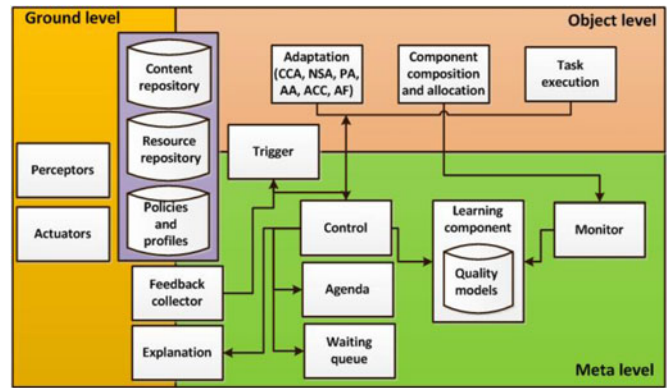 Ground level
Object level
Content
repository
Adaptation
(CCA, NSA, PA,
AA, ACC, AF)
Component
composition
and allocation
Task
execution
Resource
repository
Trigger
Perceptors
Policies
and
profiles
Actuators
Control
Learning
component
Quality
models
Monitor
Feedback
collector
Agenda
Explanation
Waiting
queue
Meta level